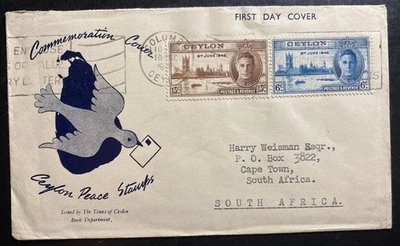 FIRST DAY COVER
Commemoration Cover
COLOMBO
CEYLON
8TH JUNE 1946
POSTAGE & REVENUE
6c
CEYLON
8TH JUNE 1946
POSTAGE & REVENUE
15c
Harry Weisman Esqr.,
P. O. Box 3822,
Cape Town,
South Africa.
SOUTH AFRICA.
Ceylon Peace Stamps
Issued by The Times of Ceylon
Book Department.